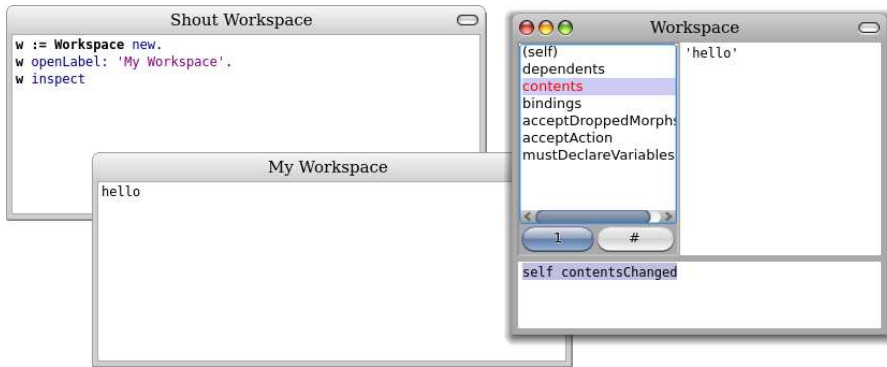 Shout Workspace
w := Workspace new.
w openLabel: 'My Workspace'.
w inspect
My Workspace
hello
Workspace
(self)
dependents
contents
bindings
acceptDroppedMorphs
acceptAction
mustDeclareVariables
'hello'
1
#
self contentsChanged